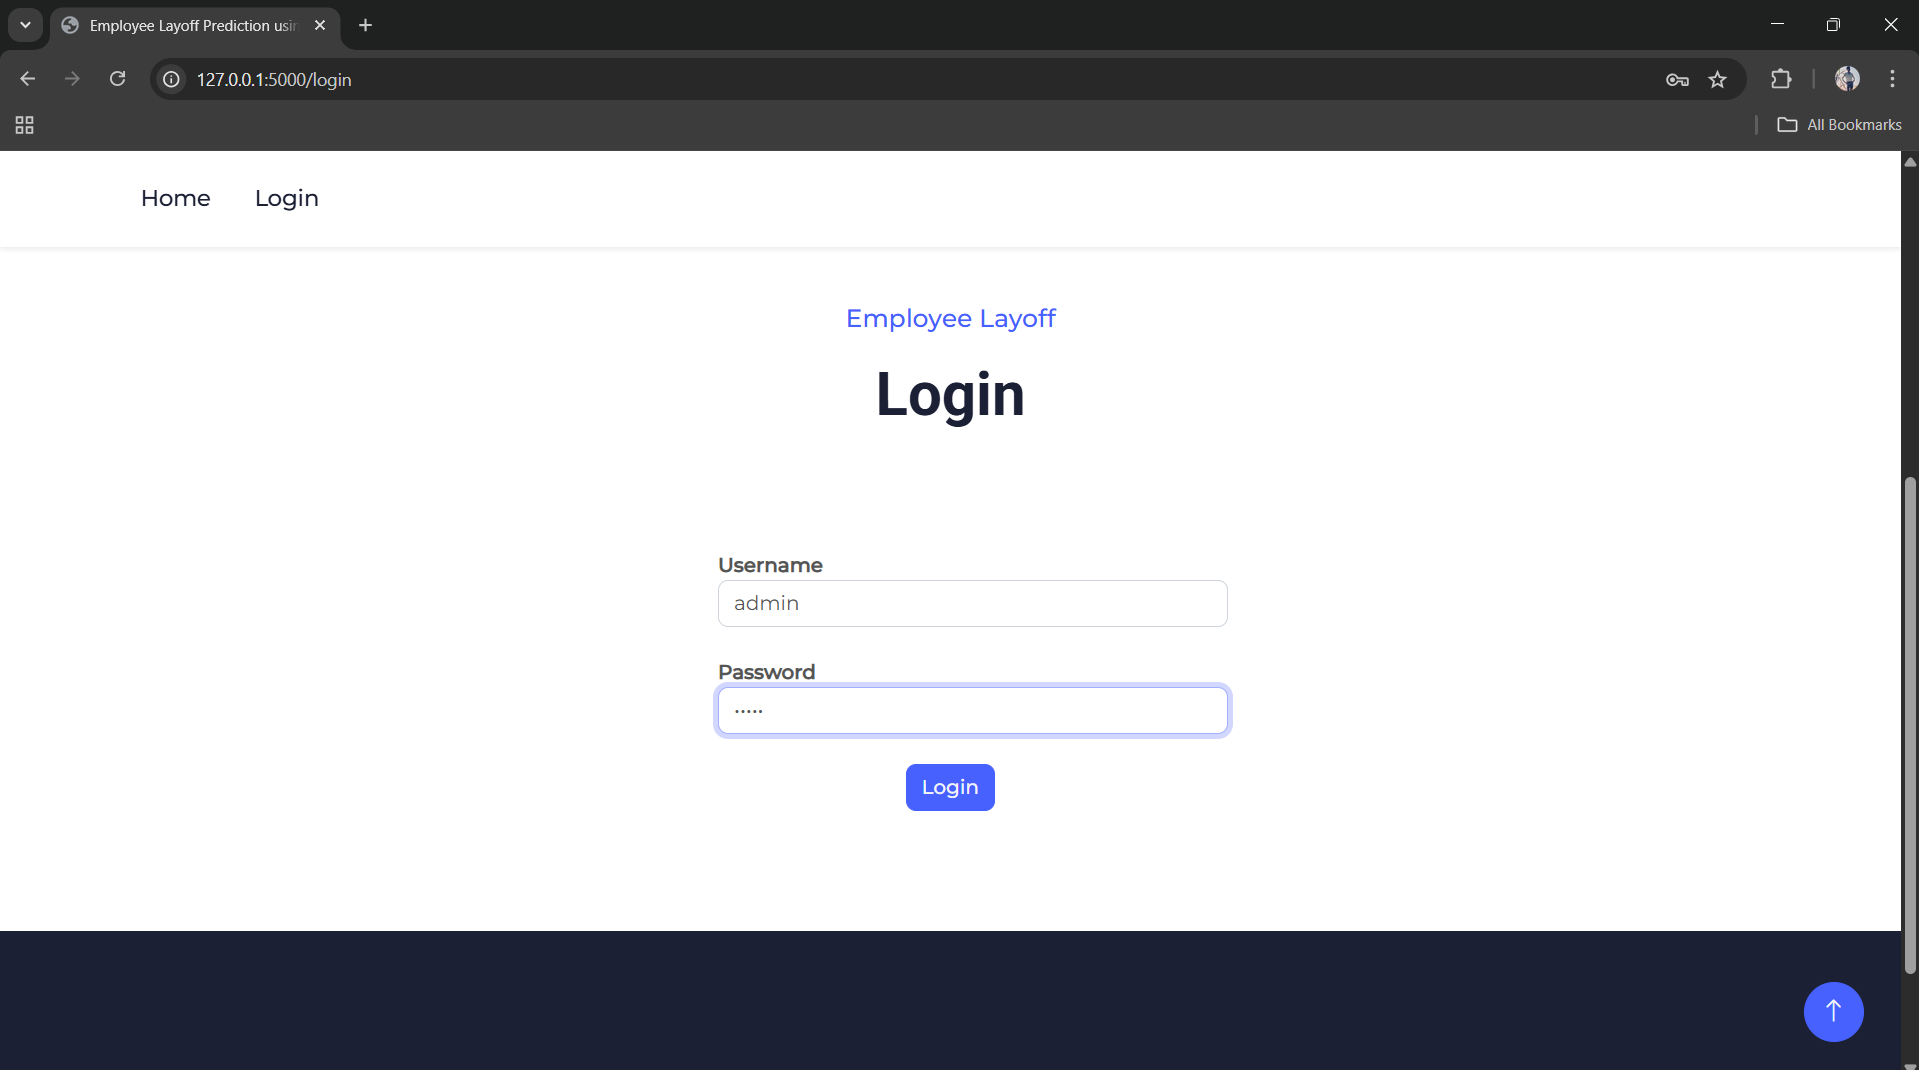 Employee Layoff Prediction usin
127.0.0.1:5000/login
All Bookmarks
Home Login
Employee Layoff
Login
Username
admin
Password
·····
Login